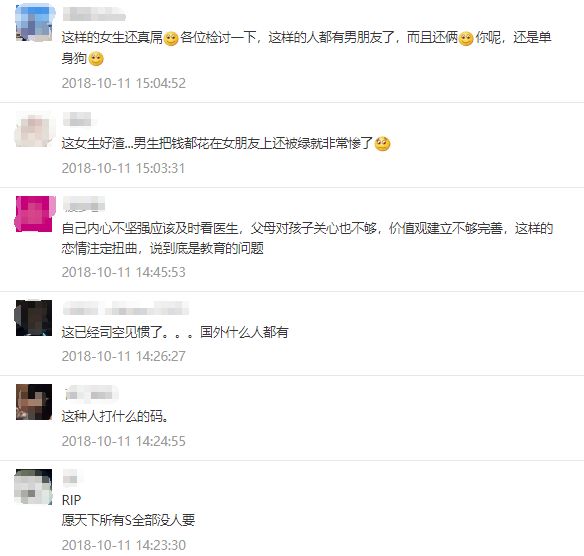 这样的女生还真屌🥺各位检讨一下，这样的人都有男朋友了，而且还俩🥺你呢，还是单
身狗🥺
2018-10-11 15:04:52
这女生好渣...男生把钱都花在女朋友上还被绿就非常惨了🥺
2018-10-11 15:03:31
自己内心不坚强应该及时看医生，父母对孩子关心也不够，价值观建立不够完善，这样的
恋情注定扭曲，说到底是教育的问题
2018-10-11 14:45:53
这已经司空见惯了。。。国外什么人都有
2018-10-11 14:26:27
这种人打什么的码。
2018-10-11 14:24:55
RIP
愿天下所有S全部没人要
2018-10-11 14:23:30